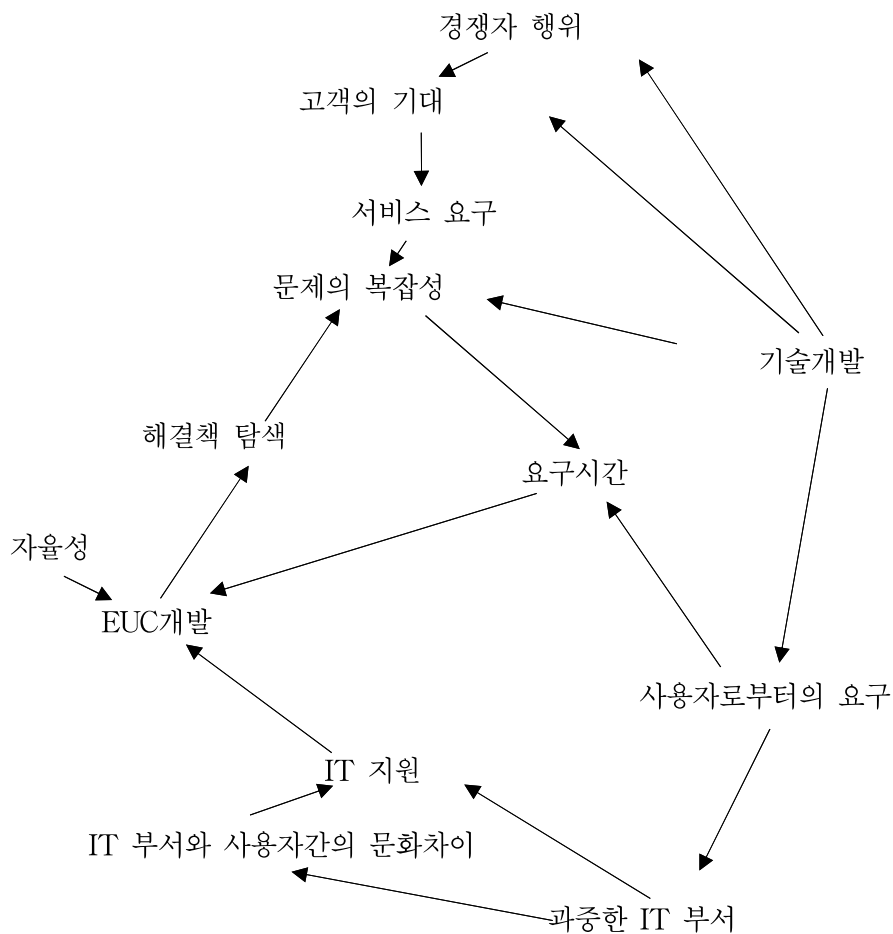 경쟁자 행위
고객의 기대
서비스 요구
문제의 복잡성
기술개발
해결책 탐색
요구시간
자율성
EUC개발
사용자로부터의 요구
IT 지원
IT 부서와 사용자간의 문화차이
과중한 IT 부서